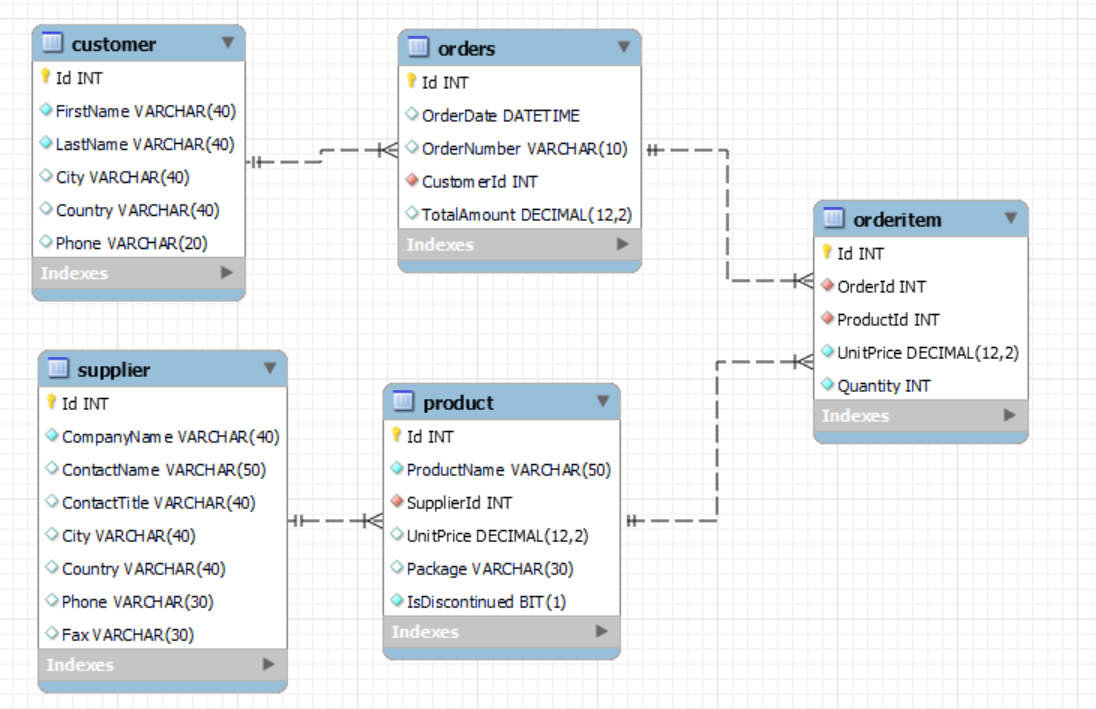 customer
Id INT
FirstName VARCHAR(40)
LastName VARCHAR(40)
City VARCHAR(40)
Country VARCHAR(40)
Phone VARCHAR(20)
Indexes
orders
Id INT
OrderDate DATETIME
OrderNumber VARCHAR(10)
CustomerId INT
TotalAmount DECIMAL(12,2)
Indexes
orderitem
Id INT
OrderId INT
ProductId INT
UnitPrice DECIMAL(12,2)
Quantity INT
Indexes
supplier
Id INT
CompanyName VARCHAR(40)
ContactName VARCHAR(50)
ContactTitle VARCHAR(40)
City VARCHAR(40)
Country VARCHAR(40)
Phone VARCHAR(30)
Fax VARCHAR(30)
Indexes
product
Id INT
ProductName VARCHAR(50)
SupplierId INT
UnitPrice DECIMAL(12,2)
Package VARCHAR(30)
IsDiscontinued BIT(1)
Indexes